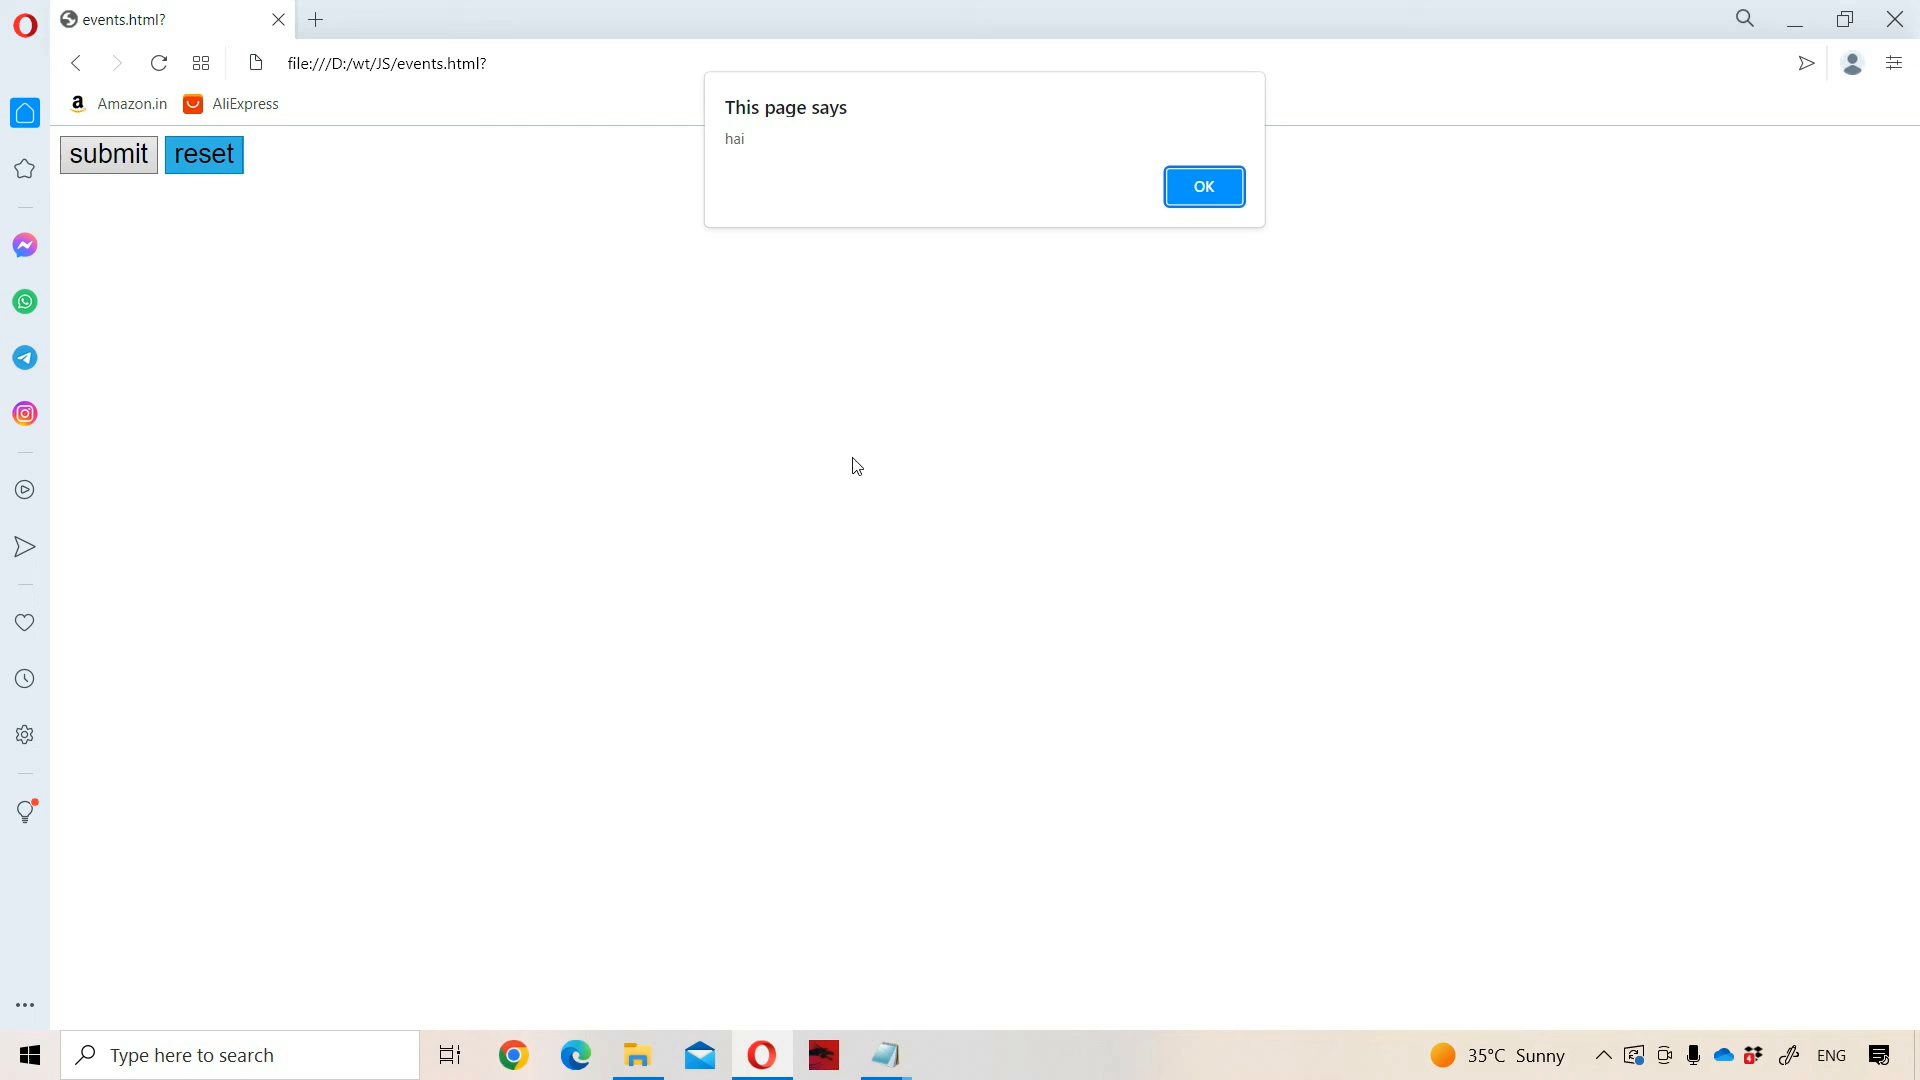 events.html?
file:///D:/wt/JS/events.html?
Amazon.in AliExpress
This page says
hai
OK
submit reset
Type here to search
35°C Sunny
ENG